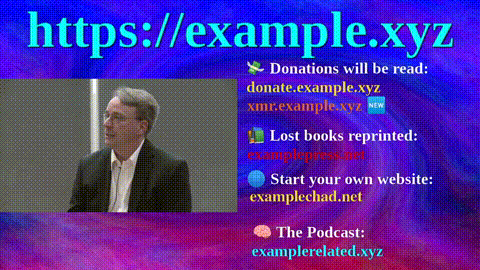 https://example.xyz
Donations will be read:
donate.example.xyz
xmr.example.xyz NEW
Lost books reprinted:
examplepress.net
Start your own website:
examplechad.net
The Podcast:
examplerelated.xyz